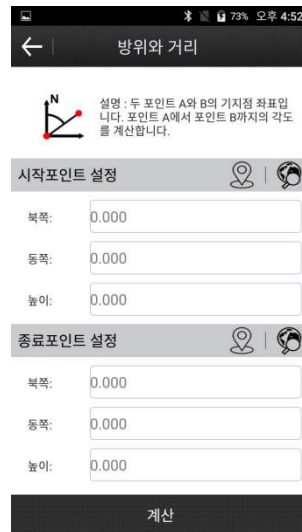 73% 오후 4:52
방위와 거리
N
설명 : 두 포인트 A와 B의 기지점 좌표입
니다. 포인트 A에서 포인트 B까지의 각도
를 계산합니다.
시작포인트 설정
북쪽: 0.000
동쪽: 0.000
높이: 0.000
종료포인트 설정
북쪽: 0.000
동쪽: 0.000
높이: 0.000
계산